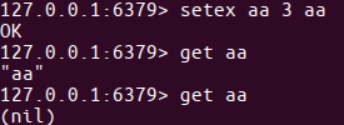 127.0.0.1:6379> setex aa 3 aa
OK
127.0.0.1:6379> get aa
"aa"
127.0.0.1:6379> get aa
(nil)